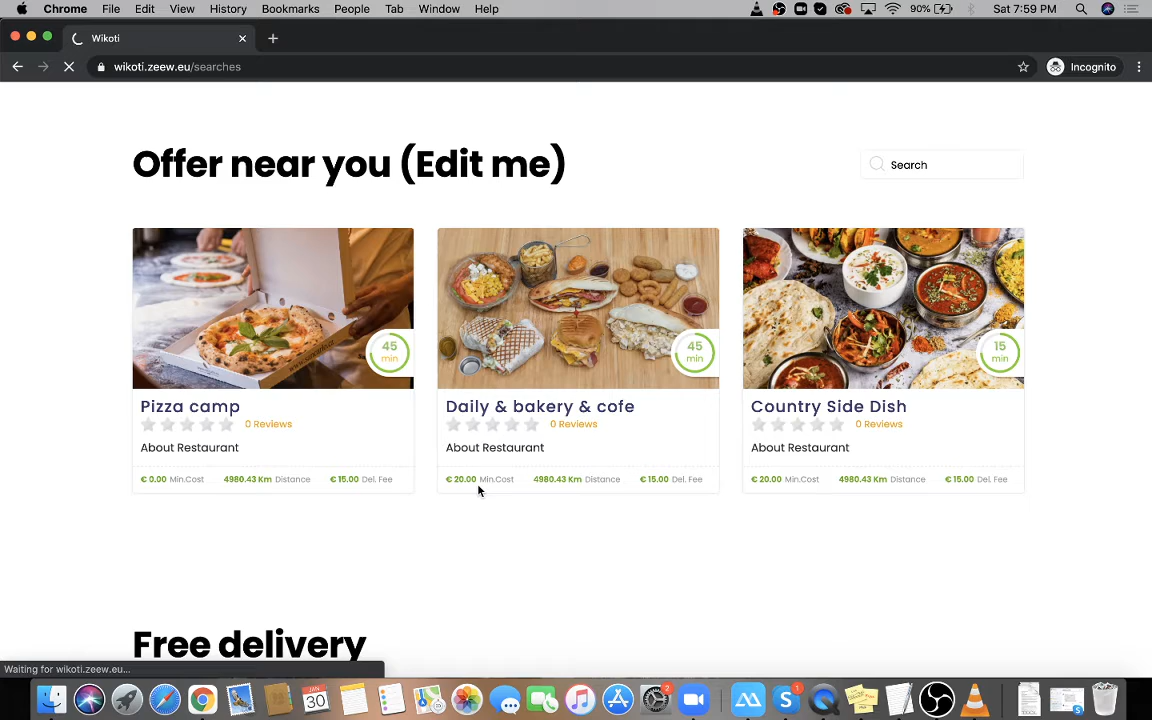 Chrome File Edit View History Bookmarks People Tab Window Help 90% Sat 7:59 PM
Wikoti
wikoti.zeew.eu/searches Incognito
Offer near you (Edit me)
Search
45 min
45 min
15 min
Pizza camp
0 Reviews
About Restaurant
€ 0.00 Min.Cost 4980.43 Km Distance € 15.00 Del. Fee
Daily & bakery & cofe
0 Reviews
About Restaurant
€ 20.00 Min.Cost 4980.43 Km Distance € 15.00 Del. Fee
Country Side Dish
0 Reviews
About Restaurant
€ 20.00 Min.Cost 4980.43 Km Distance € 15.00 Del. Fee
Free delivery
Waiting for wikoti.zeew.eu...
JAN
30
2
1